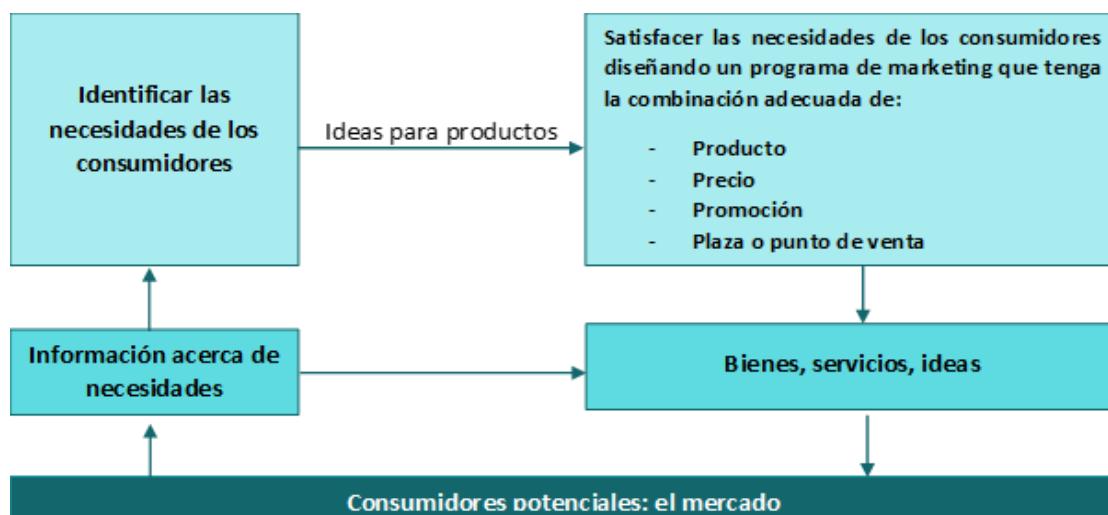 Identificar las
necesidades de los
consumidores
Ideas para productos
Satisfacer las necesidades de los consumidores
diseñando un programa de marketing que tenga
la combinación adecuada de:
- Producto
- Precio
- Promoción
- Plaza o punto de venta
Información acerca de
necesidades
Bienes, servicios, ideas
Consumidores potenciales: el mercado